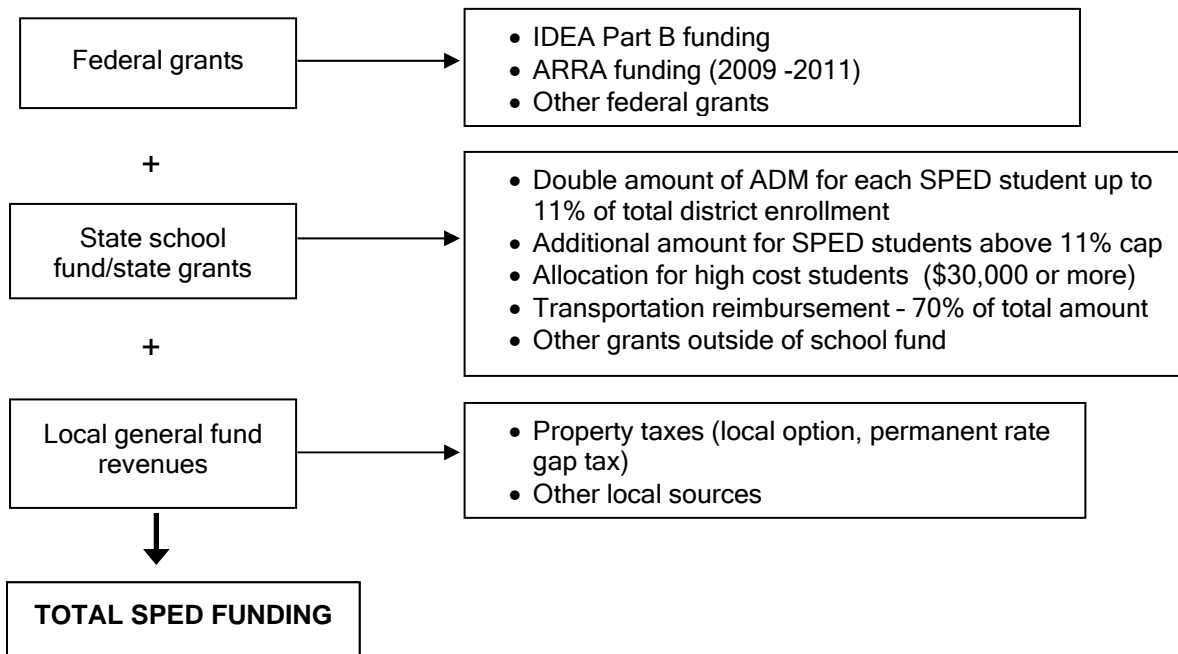 Federal grants
• IDEA Part B funding
• ARRA funding (2009 -2011)
• Other federal grants
+
State school
fund/state grants
• Double amount of ADM for each SPED student up to
11% of total district enrollment
• Additional amount for SPED students above 11% cap
• Allocation for high cost students ($30,000 or more)
• Transportation reimbursement - 70% of total amount
• Other grants outside of school fund
+
Local general fund
revenues
• Property taxes (local option, permanent rate
gap tax)
• Other local sources
TOTAL SPED FUNDING